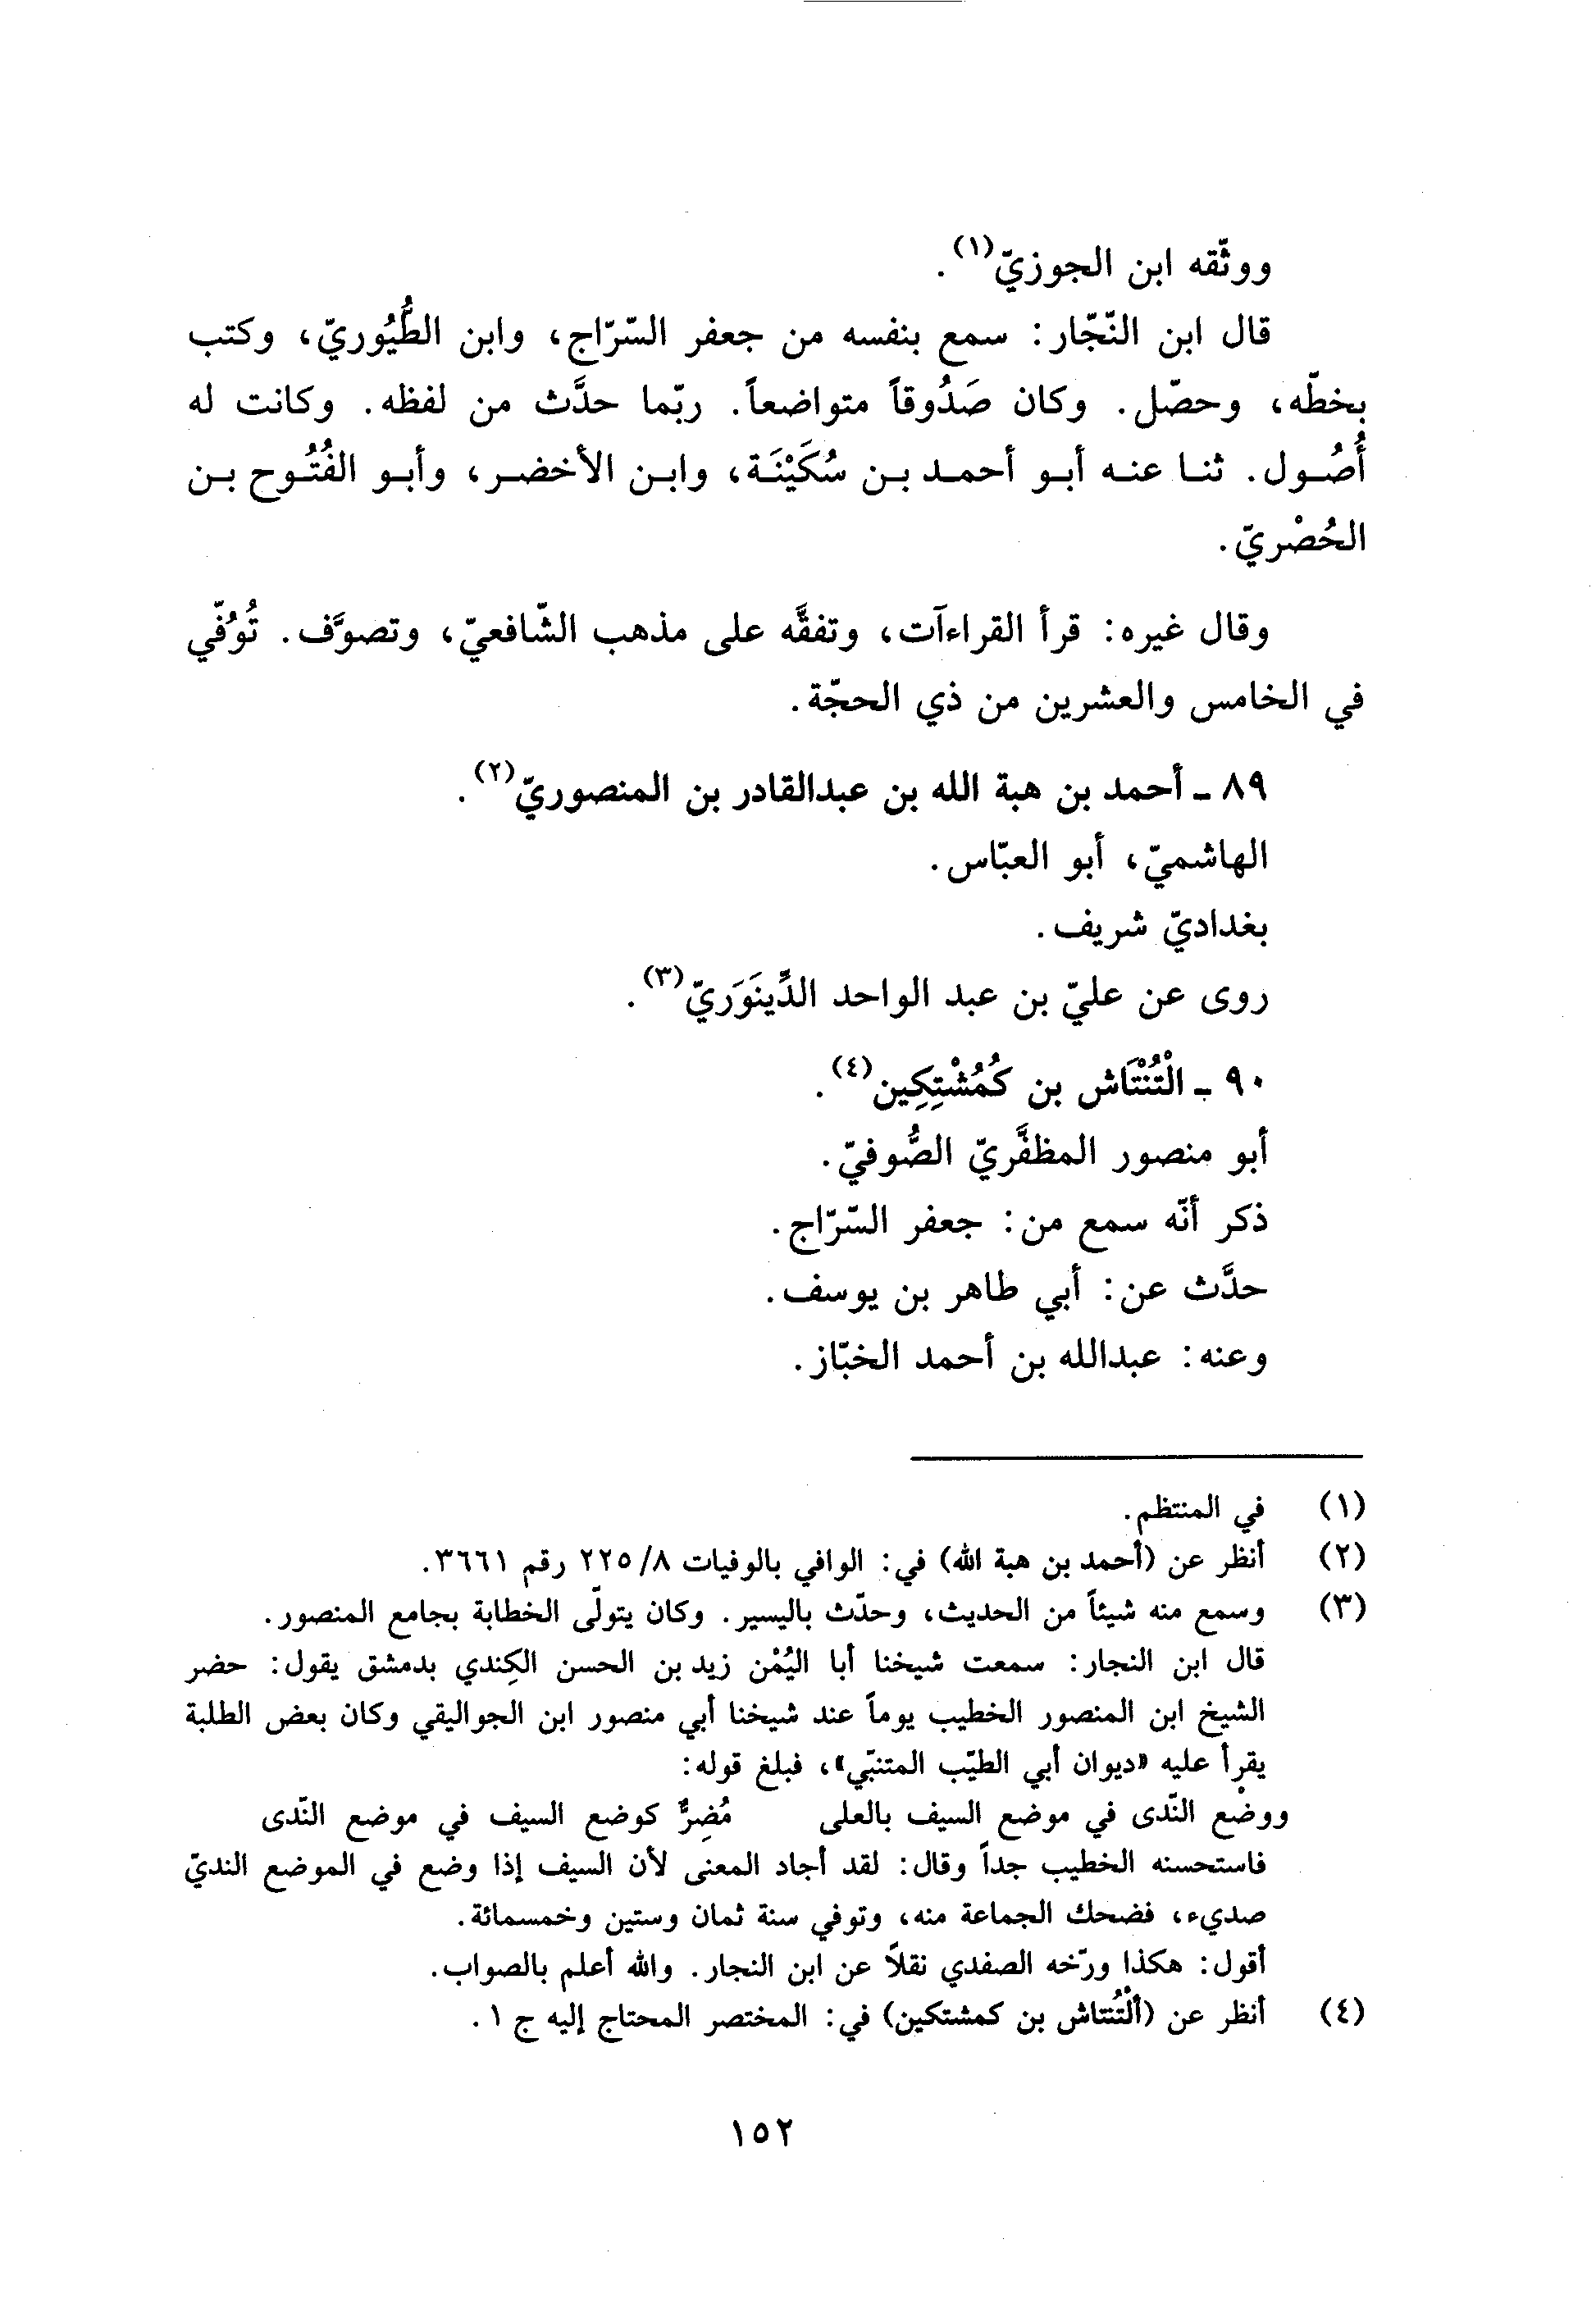 ووثّقه ابن الجوزيّ(١).
قال ابن النّجّار: سمع بنفسه من جعفر السّرّاج، وابن الطُّيُوريّ، وكتب
بخطّه، وحصّل. وكان صَدُوقاً متواضعاً. ربّما حدَّث من لفظه. وكانت له
أُصُول. ثنا عنه أبو أحمد بن سُكَيْنَة، وابن الأخضر، وأبو الفُتُوح بن
الحُصْريّ.
وقال غيره: قرأ القراءآت، وتفقَّه على مذهب الشّافعيّ، وتصوَّف. تُوُفّي
في الخامس والعشرين من ذي الحجّة.
٨٩ ـ أحمد بن هبة الله بن عبدالقادر بن المنصوريّ(٢).
الهاشميّ، أبو العبّاس.
بغداديّ شريف.
روى عن عليّ بن عبد الواحد الدِّينَوَريّ(٣).
٩٠ ـ الْتُنْتَاش بن كُمُشْتِكِين(٤).
أبو منصور المظفَّريّ الصُّوفيّ.
ذكر أنّه سمع من: جعفر السّرّاج.
حدَّث عن: أبي طاهر بن يوسف.
وعنه: عبدالله بن أحمد الخبّاز.
(١) في المنتظم.
(٢) أنظر عن (أحمد بن هبة الله) في: الوافي بالوفيات ٢٢٥/٨ رقم ٣٦٦١.
(٣) وسمع منه شيئاً من الحديث، وحدّث باليسير. وكان يتولّى الخطابة بجامع المنصور.
قال ابن النجار: سمعت شيخنا أبا اليُمْن زيد بن الحسن الكِندي بدمشق يقول: حضر
الشيخ ابن المنصور الخطيب يوماً عند شيخنا أبي منصور ابن الجواليقي وكان بعض الطلبة
يقرأ عليه «ديوان أبي الطيّب المتنبّي»، فبلغ قوله:
ووضْع النّدى في موضع السيف بالعلى مُضِرٌّ كوضع السيف في موضع النّدى
فاستحسنه الخطيب جداً وقال: لقد أجاد المعنى لأن السيف إذا وضع في الموضع النديّ
صديء، فضحك الجماعة منه، وتوفي سنة ثمان وستين وخمسمائة.
أقول: هكذا ورّخه الصفدي نقلاً عن ابن النجار. والله أعلم بالصواب.
(٤) أنظر عن (ألْتُنتاش بن كمشتكين) في: المختصر المحتاج إليه ج ١.
١٥٢